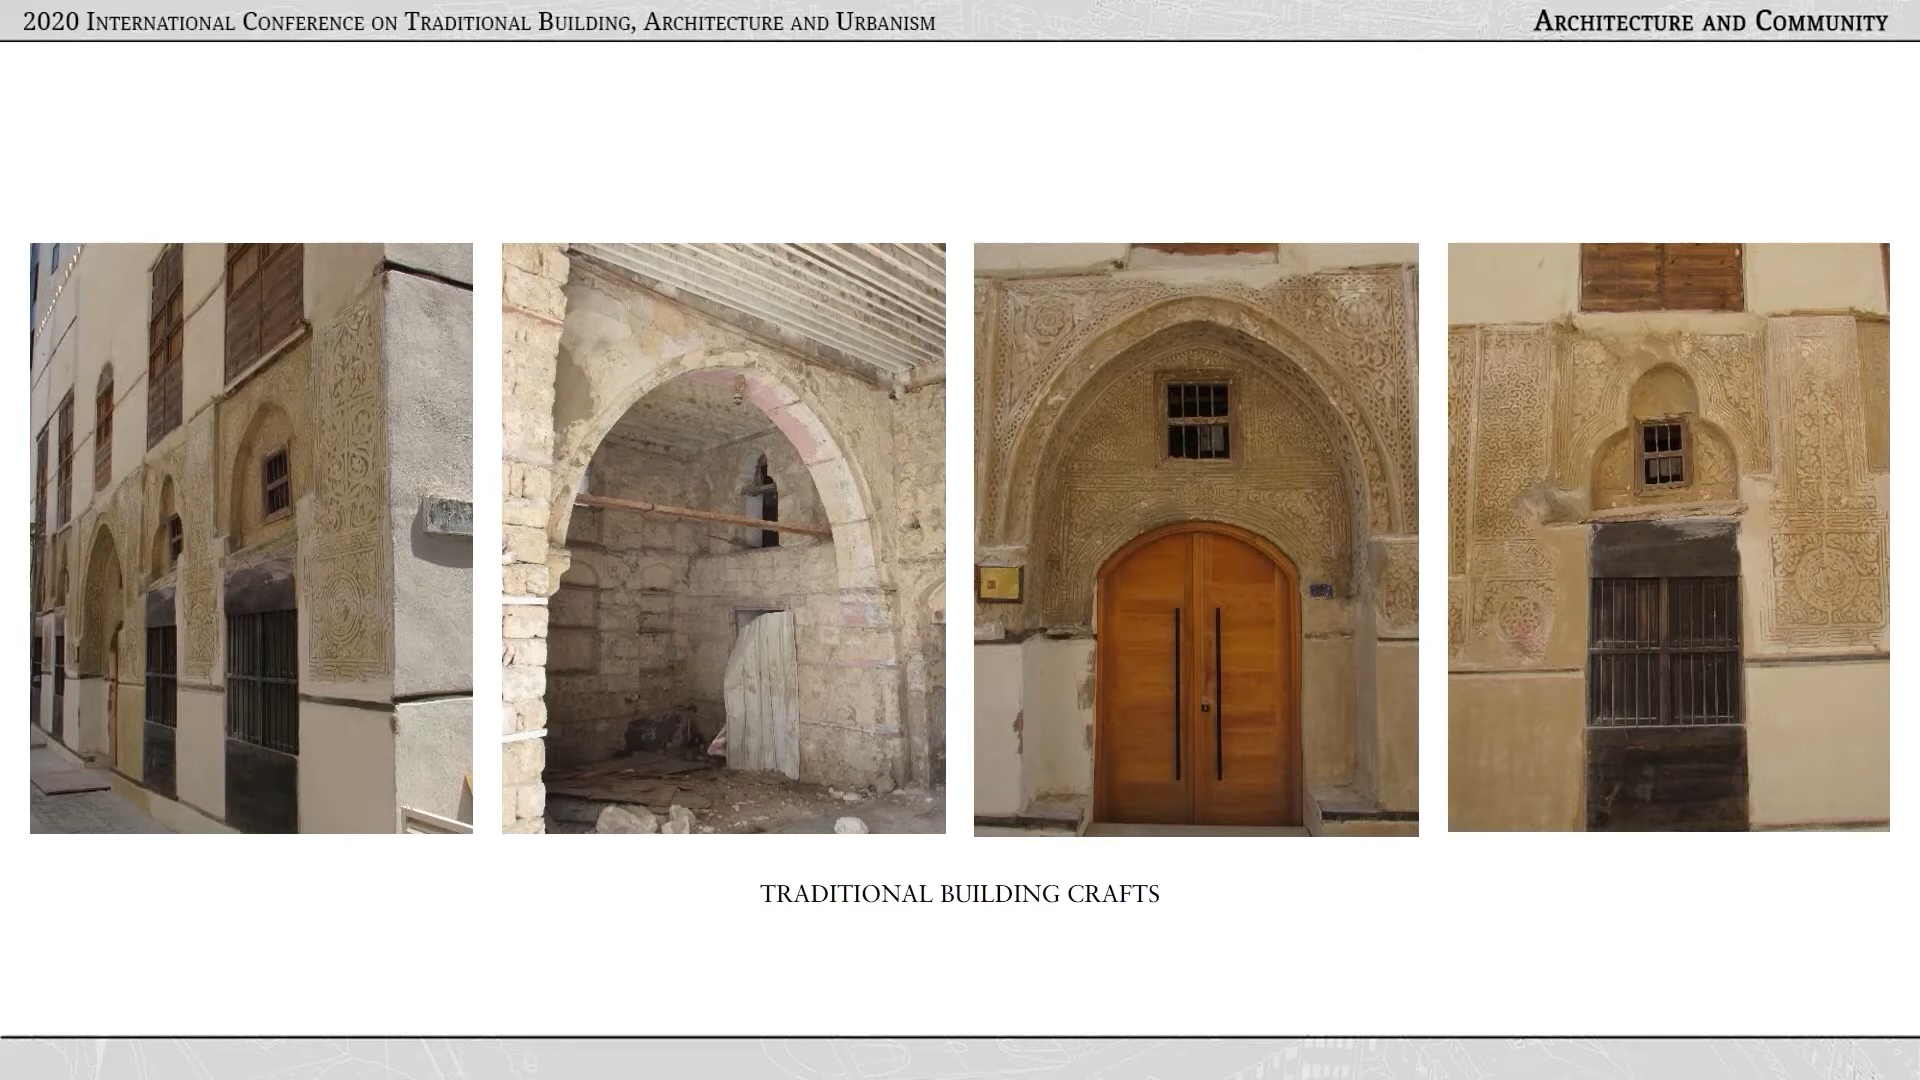 2020 International Conference on Traditional Building, Architecture and Urbanism
Architecture and Community
TRADITIONAL BUILDING CRAFTS